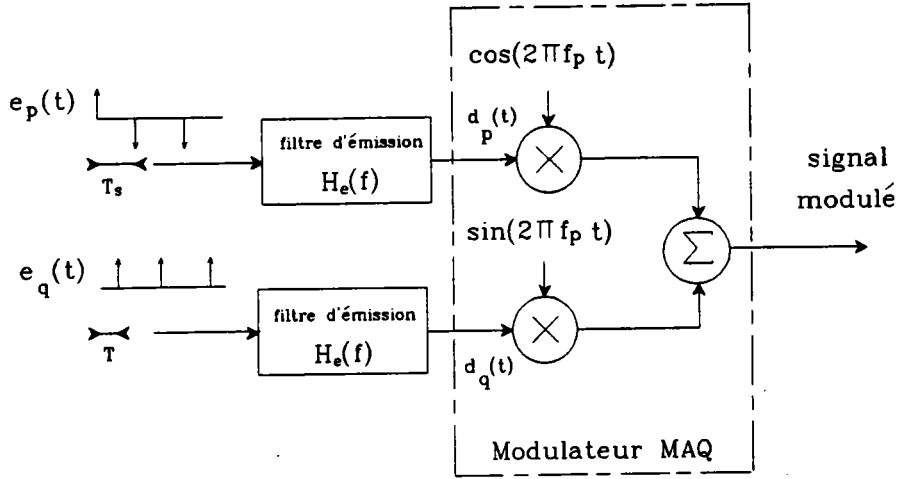 cos(2πf_p t)
e_p(t)
T_s
filtre d'émission
H_e(f)
d_p(t)
signal
modulé
sin(2πf_p t)
Σ
e_q(t)
T
filtre d'émission
H_e(f)
d_q(t)
Modulateur MAQ